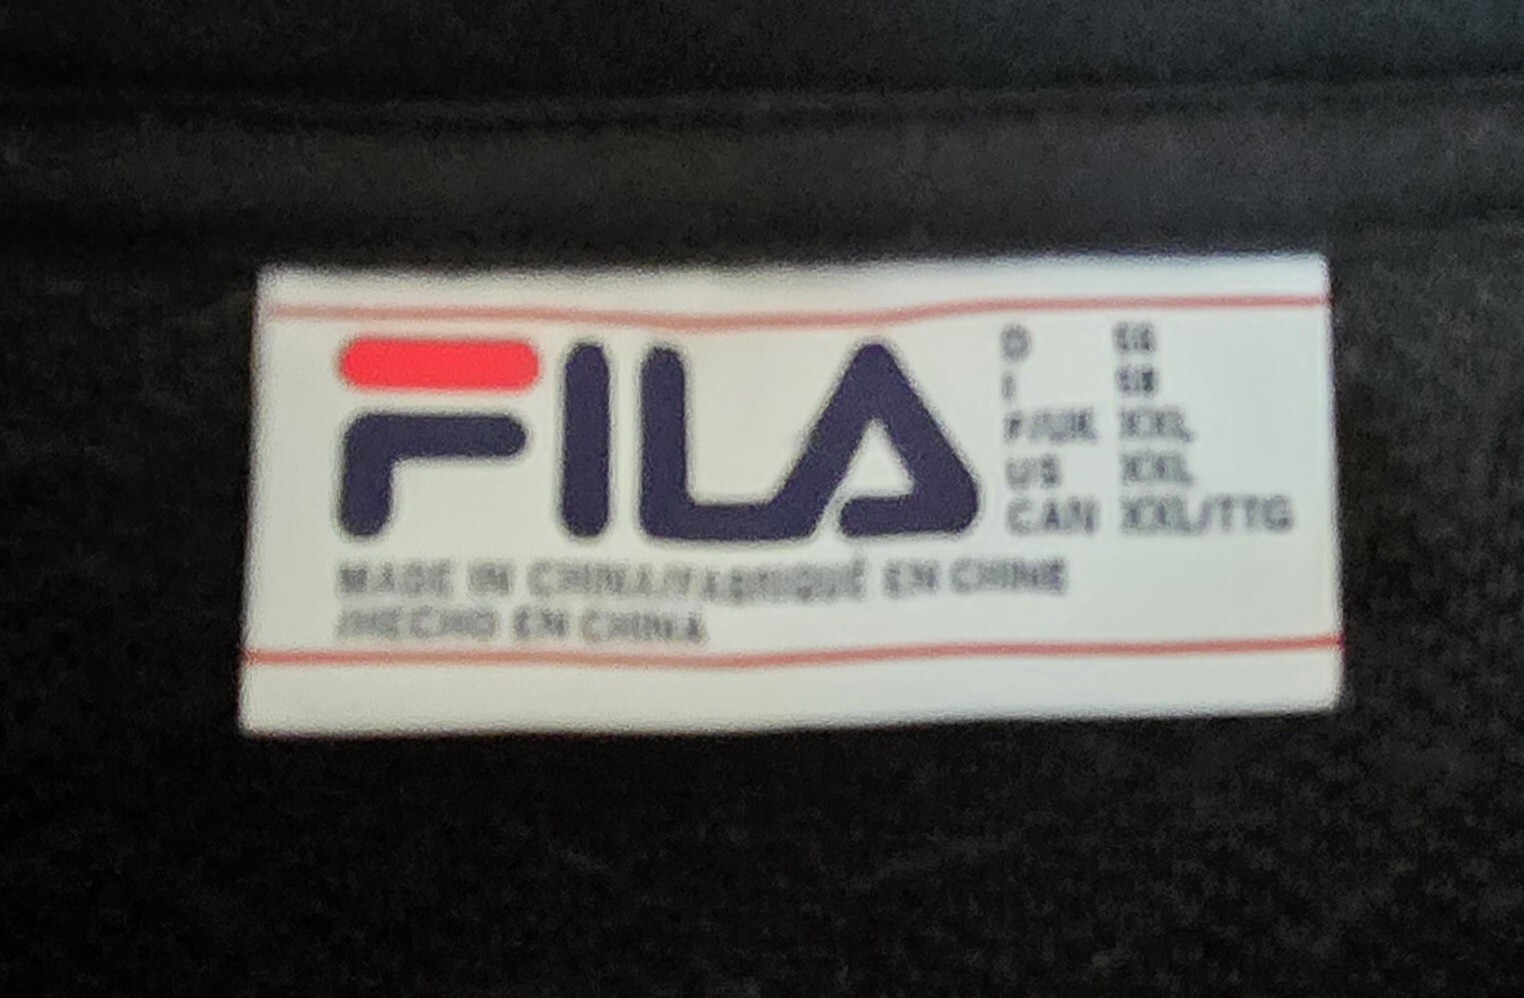 FILA
D
I
F/UK XXL
US XXL
CAN XXL/TTG
MADE IN CHINA/FABRIQUÉ EN CHINE
/HECHO EN CHINA